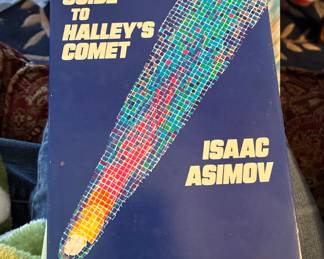 GUIDE
TO
HALLEY'S
COMET
ISAAC
ASIMOV